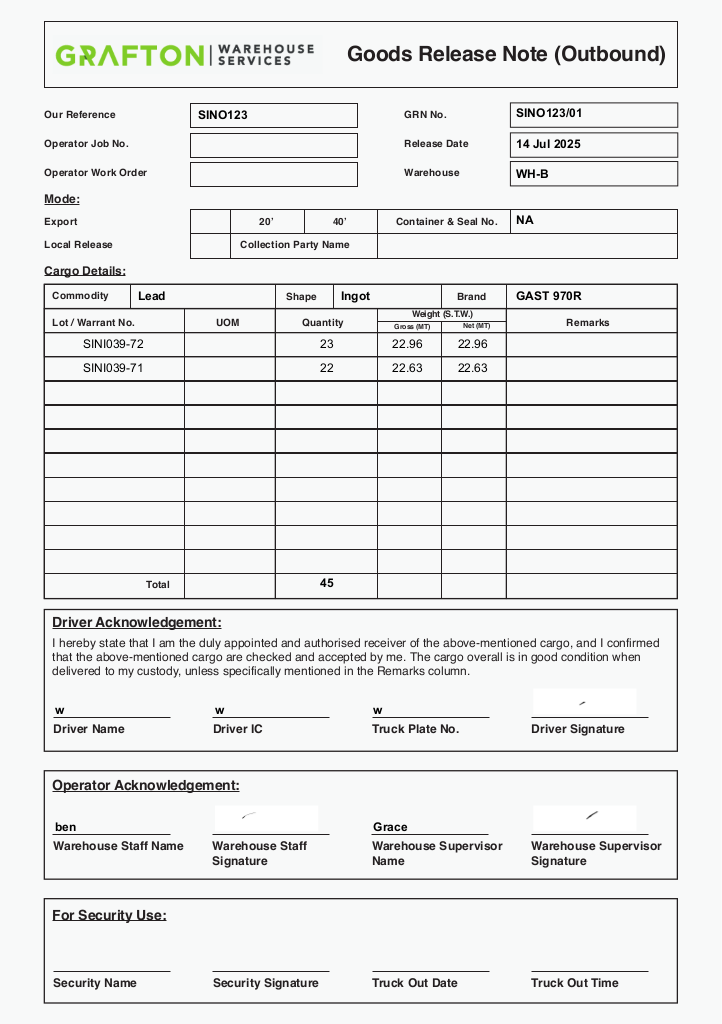 GRAFTON WAREHOUSE SERVICES
Goods Release Note (Outbound)
Our Reference SINO123 GRN No. SINO123/01
Operator Job No. Release Date 14 Jul 2025
Operator Work Order Warehouse WH-B
Mode:
Export 20' 40' Container & Seal No. NA
Local Release Collection Party Name
Cargo Details:
Commodity Lead Shape Ingot Brand GAST 970R
Lot / Warrant No. UOM Quantity Weight (S.T.W.) Remarks
Gross (MT) Net (MT)
SINI039-72 23 22.96 22.96
SINI039-71 22 22.63 22.63
Total 45
Driver Acknowledgement:
I hereby state that I am the duly appointed and authorised receiver of the above-mentioned cargo, and I confirmed
that the above-mentioned cargo are checked and accepted by me. The cargo overall is in good condition when
delivered to my custody, unless specifically mentioned in the Remarks column.
w w w
Driver Name Driver IC Truck Plate No. Driver Signature
Operator Acknowledgement:
ben Grace
Warehouse Staff Name Warehouse Staff Signature Warehouse Supervisor Name Warehouse Supervisor Signature
For Security Use:
Security Name Security Signature Truck Out Date Truck Out Time